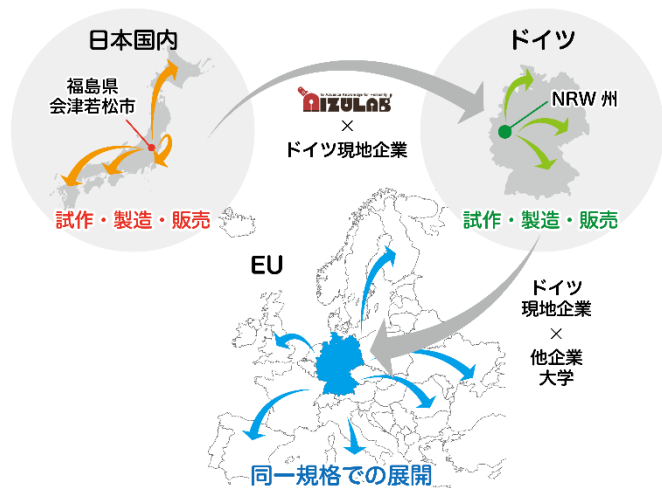 日本国内
福島県
会津若松市
試作・製造・販売
AIZULAB
×
ドイツ現地企業
ドイツ
NRW 州
試作・製造・販売
ドイツ
現地企業
×
他企業
大学
EU
同一規格での展開